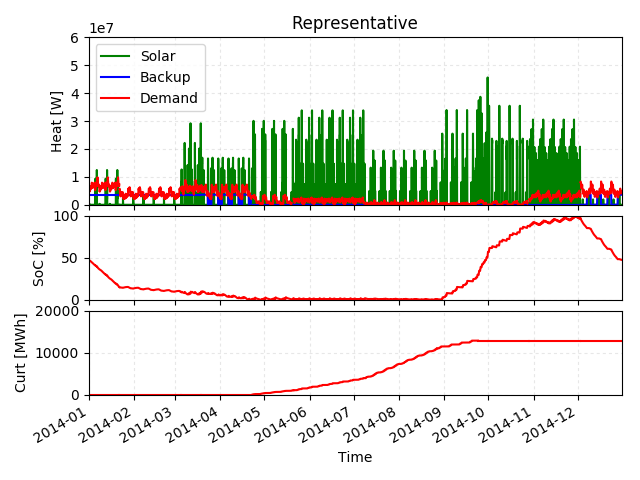 Representative
1e7
Heat [W]
6
5
4
3
2
1
0
Solar
Backup
Demand
SoC [%]
100
50
0
Curt [MWh]
20000
10000
0
2014-01
2014-02
2014-03
2014-04
2014-05
2014-06
2014-07
2014-08
2014-09
2014-10
2014-11
2014-12
Time